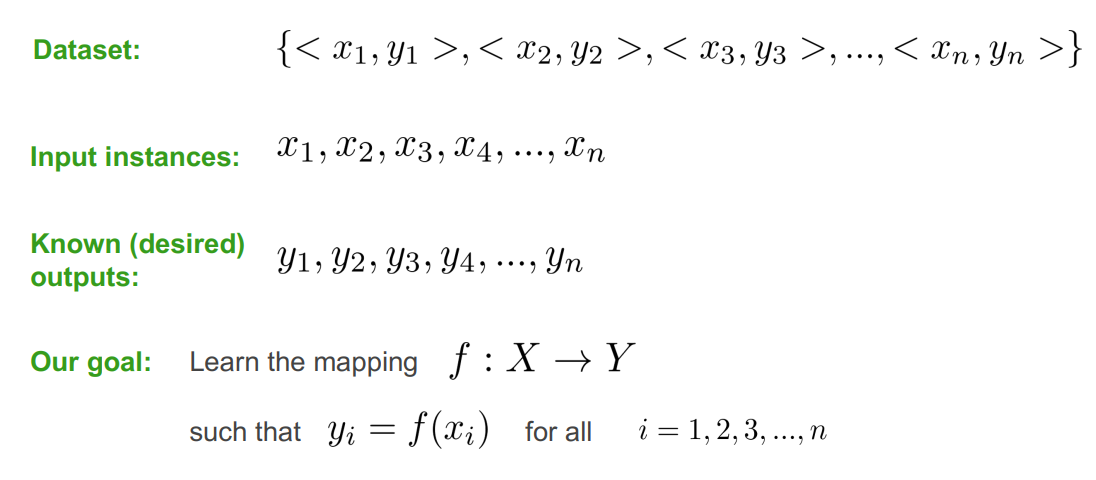 Dataset: {< x₁, y₁ >, < x₂, y₂ >, < x₃, y₃ >, ..., < xₙ, yₙ >}
Input instances: x₁, x₂, x₃, x₄, ..., xₙ
Known (desired)
outputs: y₁, y₂, y₃, y₄, ..., yₙ
Our goal: Learn the mapping f : X → Y
such that yᵢ = f(xᵢ) for all i = 1, 2, 3, ..., n